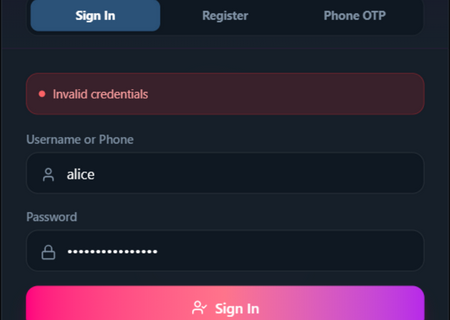 Sign In Register Phone OTP
Invalid credentials
Username or Phone
alice
Password
••••••••••••••••
Sign In